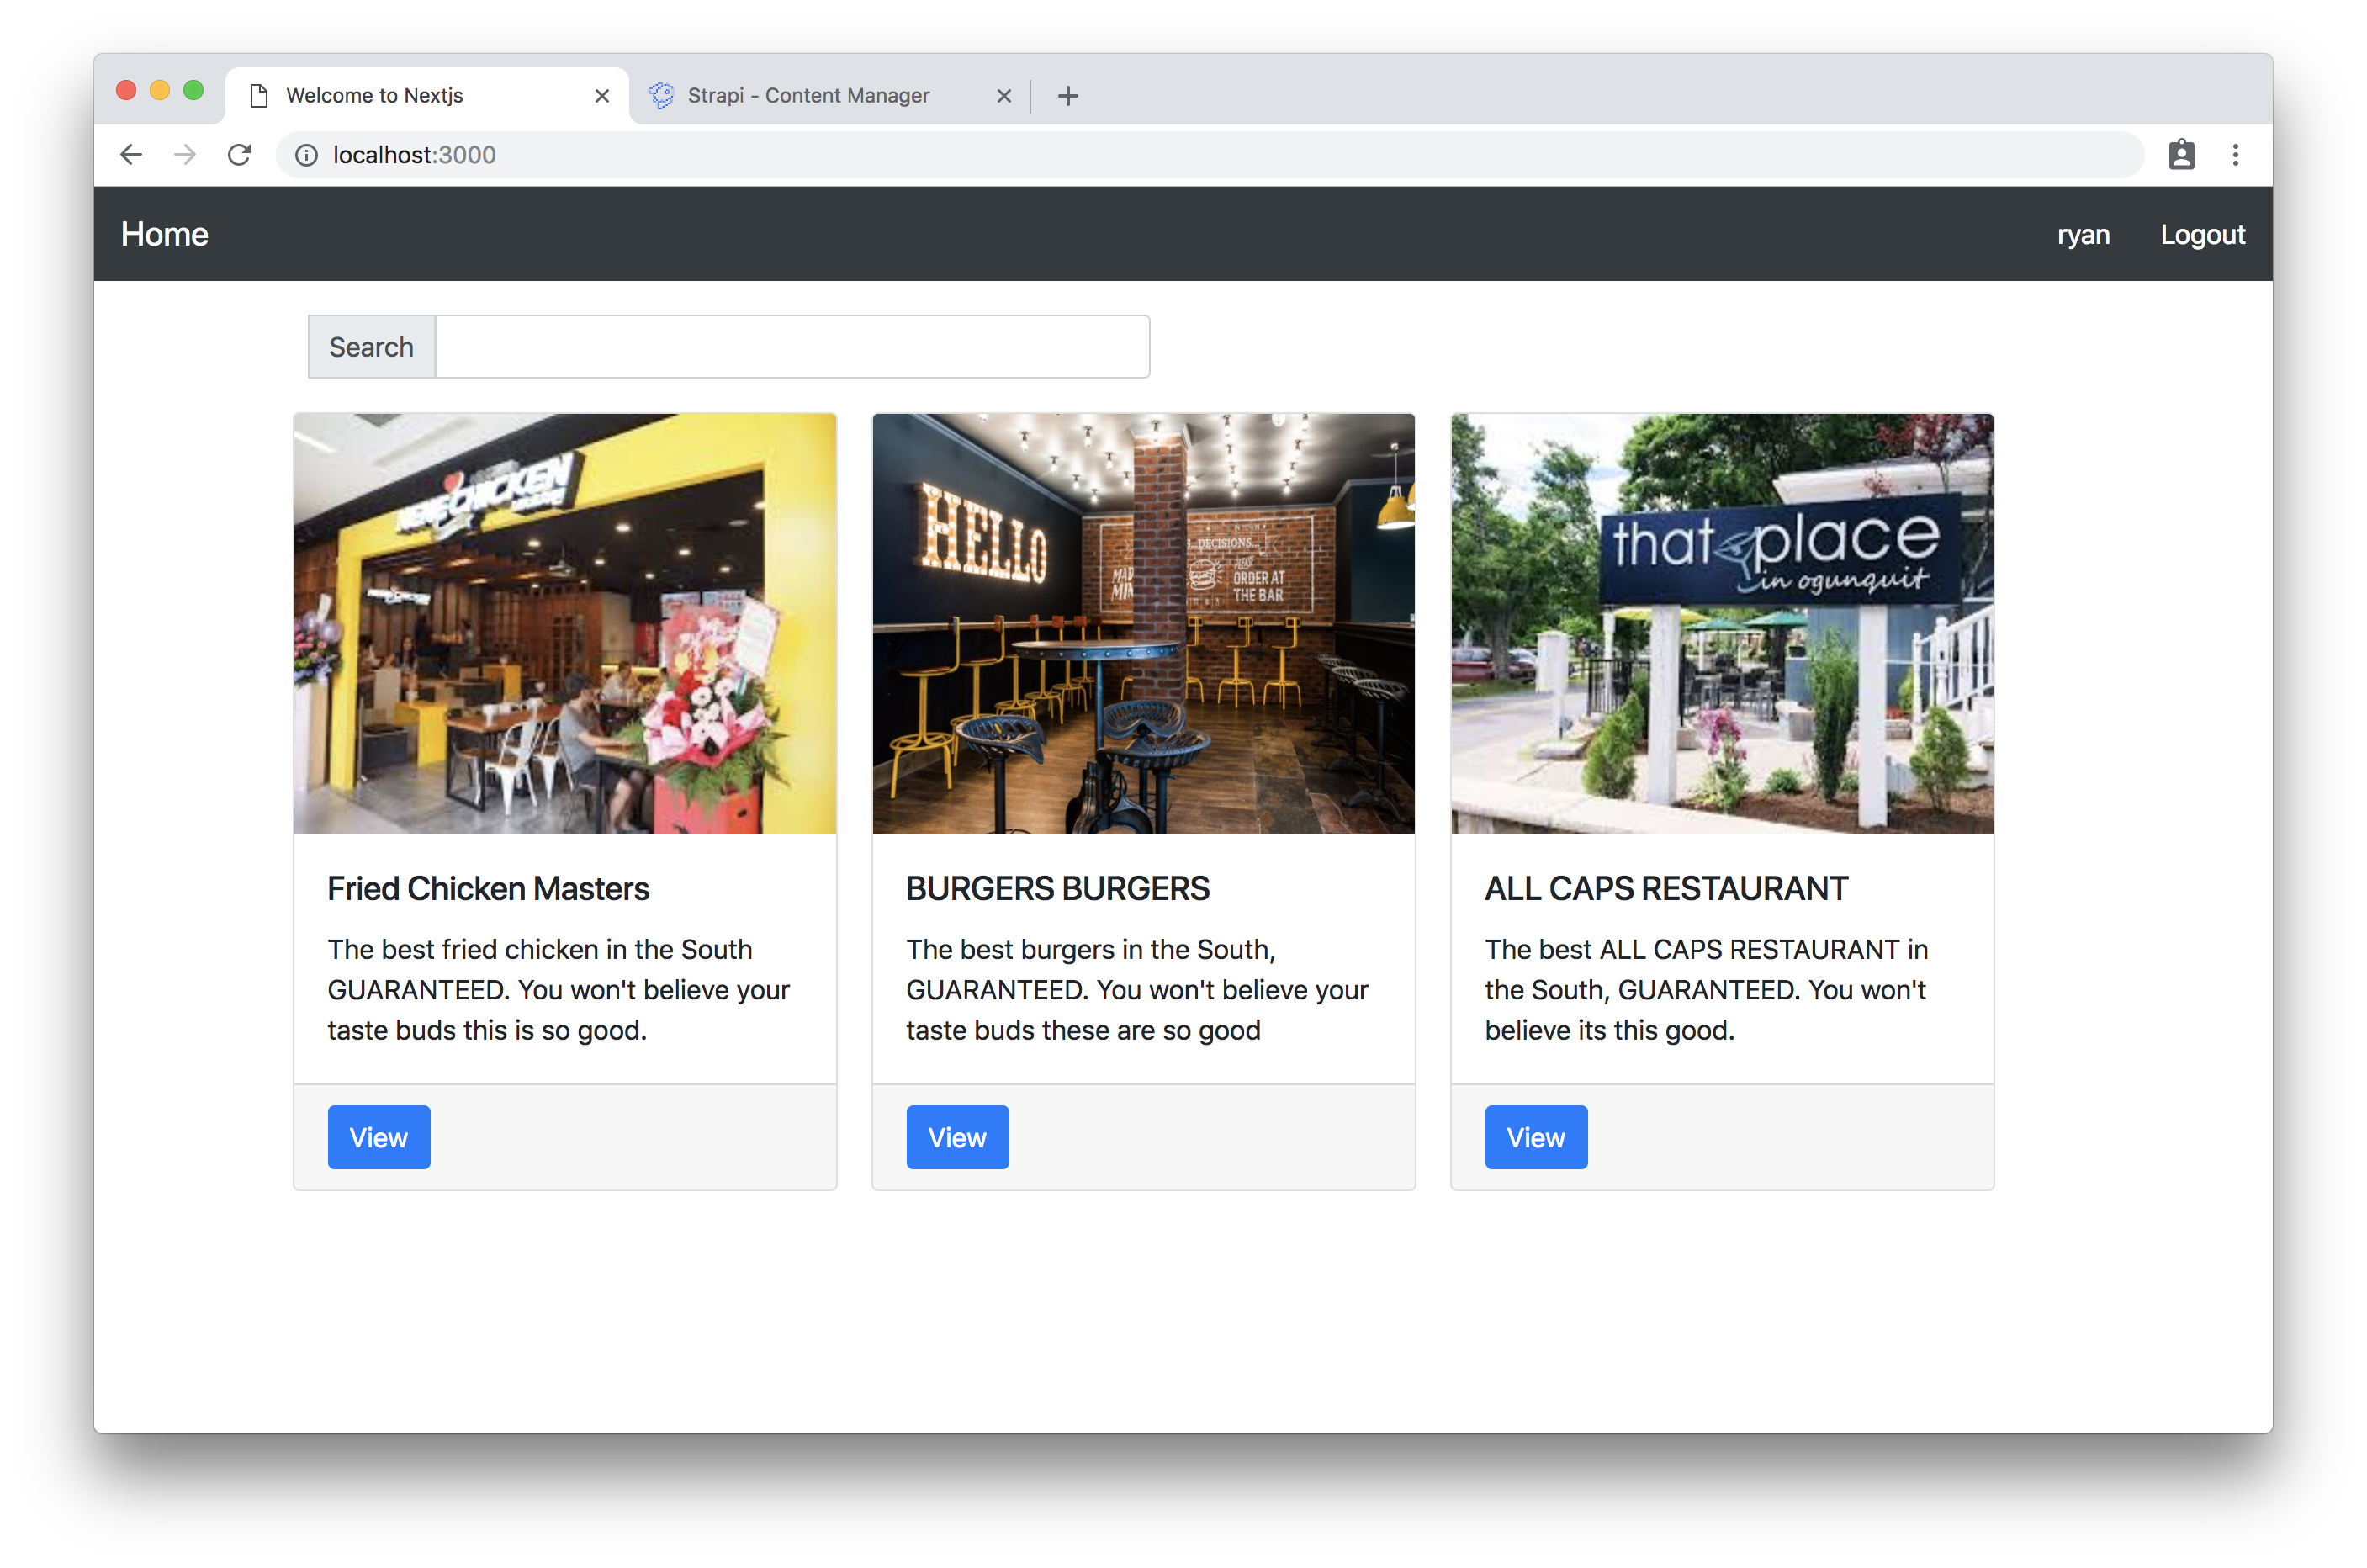 Welcome to Nextjs
Strapi - Content Manager
localhost:3000
Home
ryan
Logout
Search
NENE CHICKEN
HELLO
...DECISIONS...
ORDER AT
THE BAR
that place
in ogunquit
Fried Chicken Masters
The best fried chicken in the South
GUARANTEED. You won't believe your
taste buds this is so good.
View
BURGERS BURGERS
The best burgers in the South,
GUARANTEED. You won't believe your
taste buds these are so good
View
ALL CAPS RESTAURANT
The best ALL CAPS RESTAURANT in
the South, GUARANTEED. You won't
believe its this good.
View